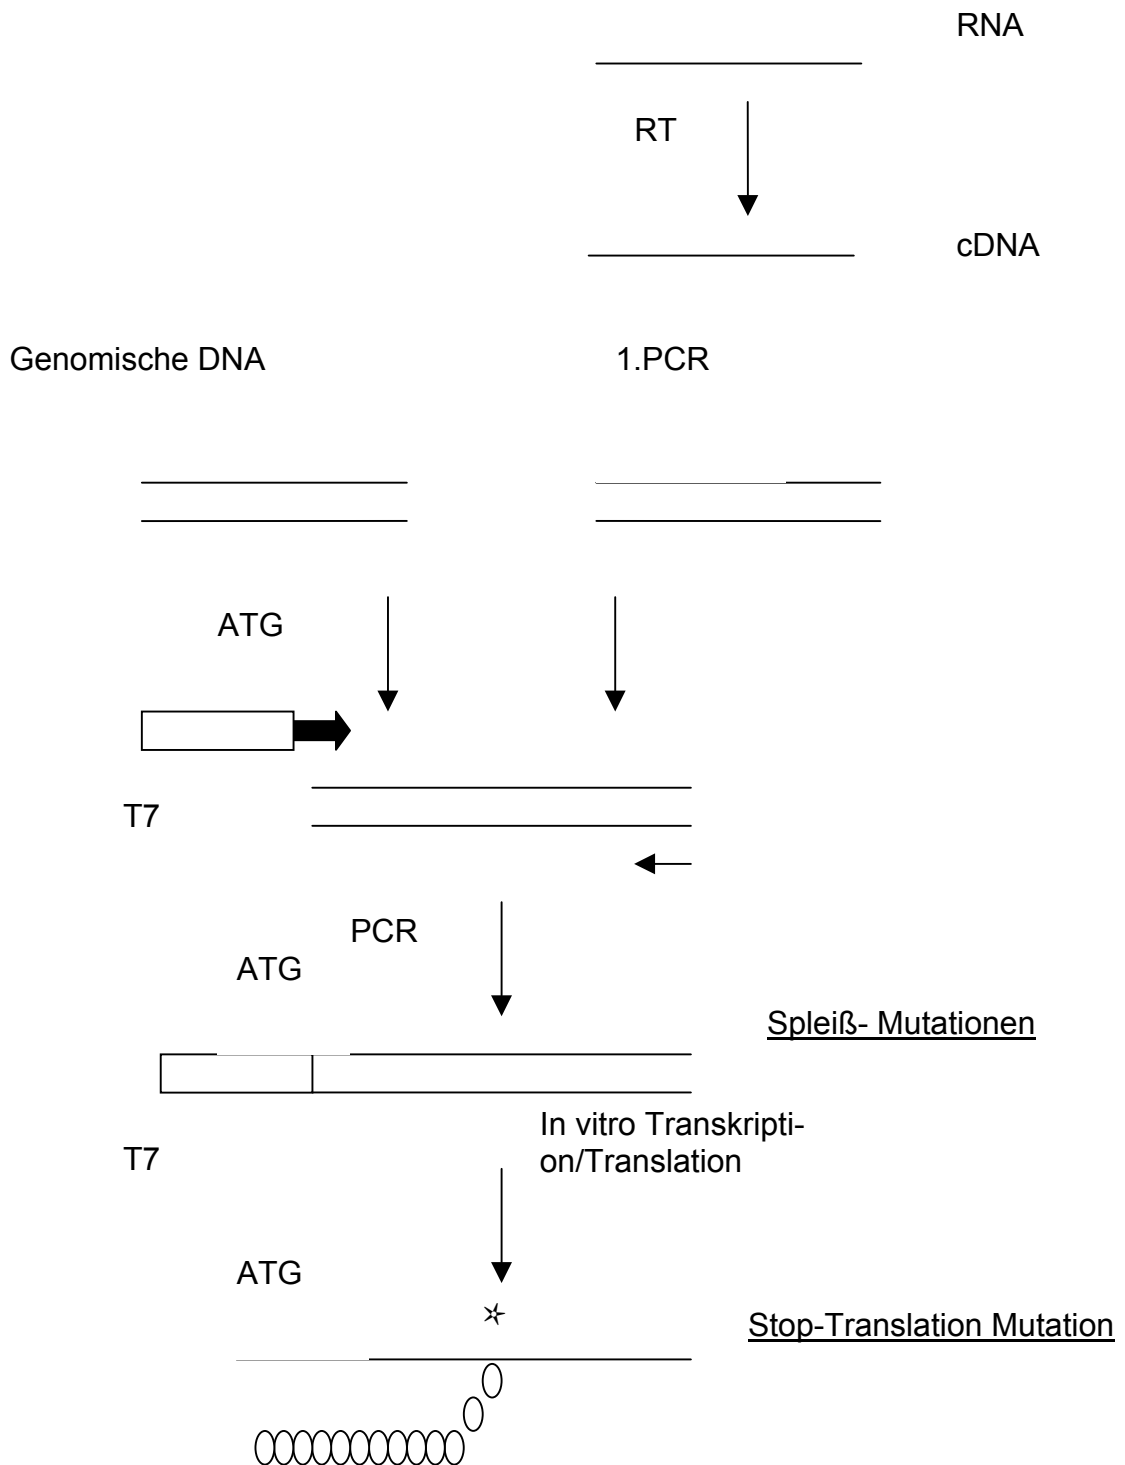 RNA
RT
cDNA
Genomische DNA
1.PCR
ATG
T7
PCR
ATG
Spleiß- Mutationen
In vitro Transkripti-
on/Translation
T7
ATG
Stop-Translation Mutation